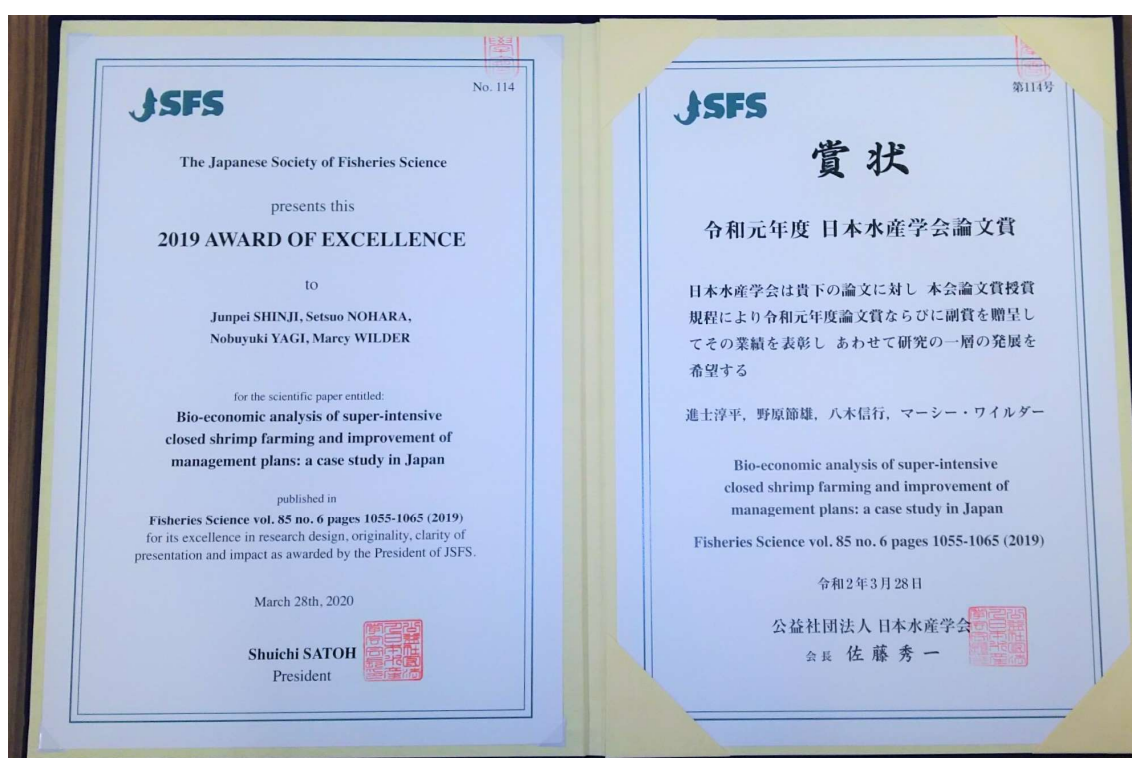 JSFS
No. 114
The Japanese Society of Fisheries Science
presents this
2019 AWARD OF EXCELLENCE
to
Junpei SHINJI, Setsuo NOHARA,
Nobuyuki YAGI, Marcy WILDER
for the scientific paper entitled:
Bio-economic analysis of super-intensive
closed shrimp farming and improvement of
management plans: a case study in Japan
published in
Fisheries Science vol. 85 no. 6 pages 1055-1065 (2019)
for its excellence in research design, originality, clarity of
presentation and impact as awarded by the President of JSFS.
March 28th, 2020
Shuichi SATOH
President
JSFS
第114号
賞状
令和元年度 日本水産学会論文賞
日本水産学会は貴下の論文に対し 本会論文賞授賞
規程により令和元年度論文賞ならびに副賞を贈呈し
てその業績を表彰し あわせて研究の一層の発展を
希望する
進士淳平，野原節雄，八木信行，マーシー・ワイルダー
Bio-economic analysis of super-intensive
closed shrimp farming and improvement of
management plans: a case study in Japan
Fisheries Science vol. 85 no. 6 pages 1055-1065 (2019)
令和2年3月28日
公益社団法人 日本水産学会
会長 佐藤秀一